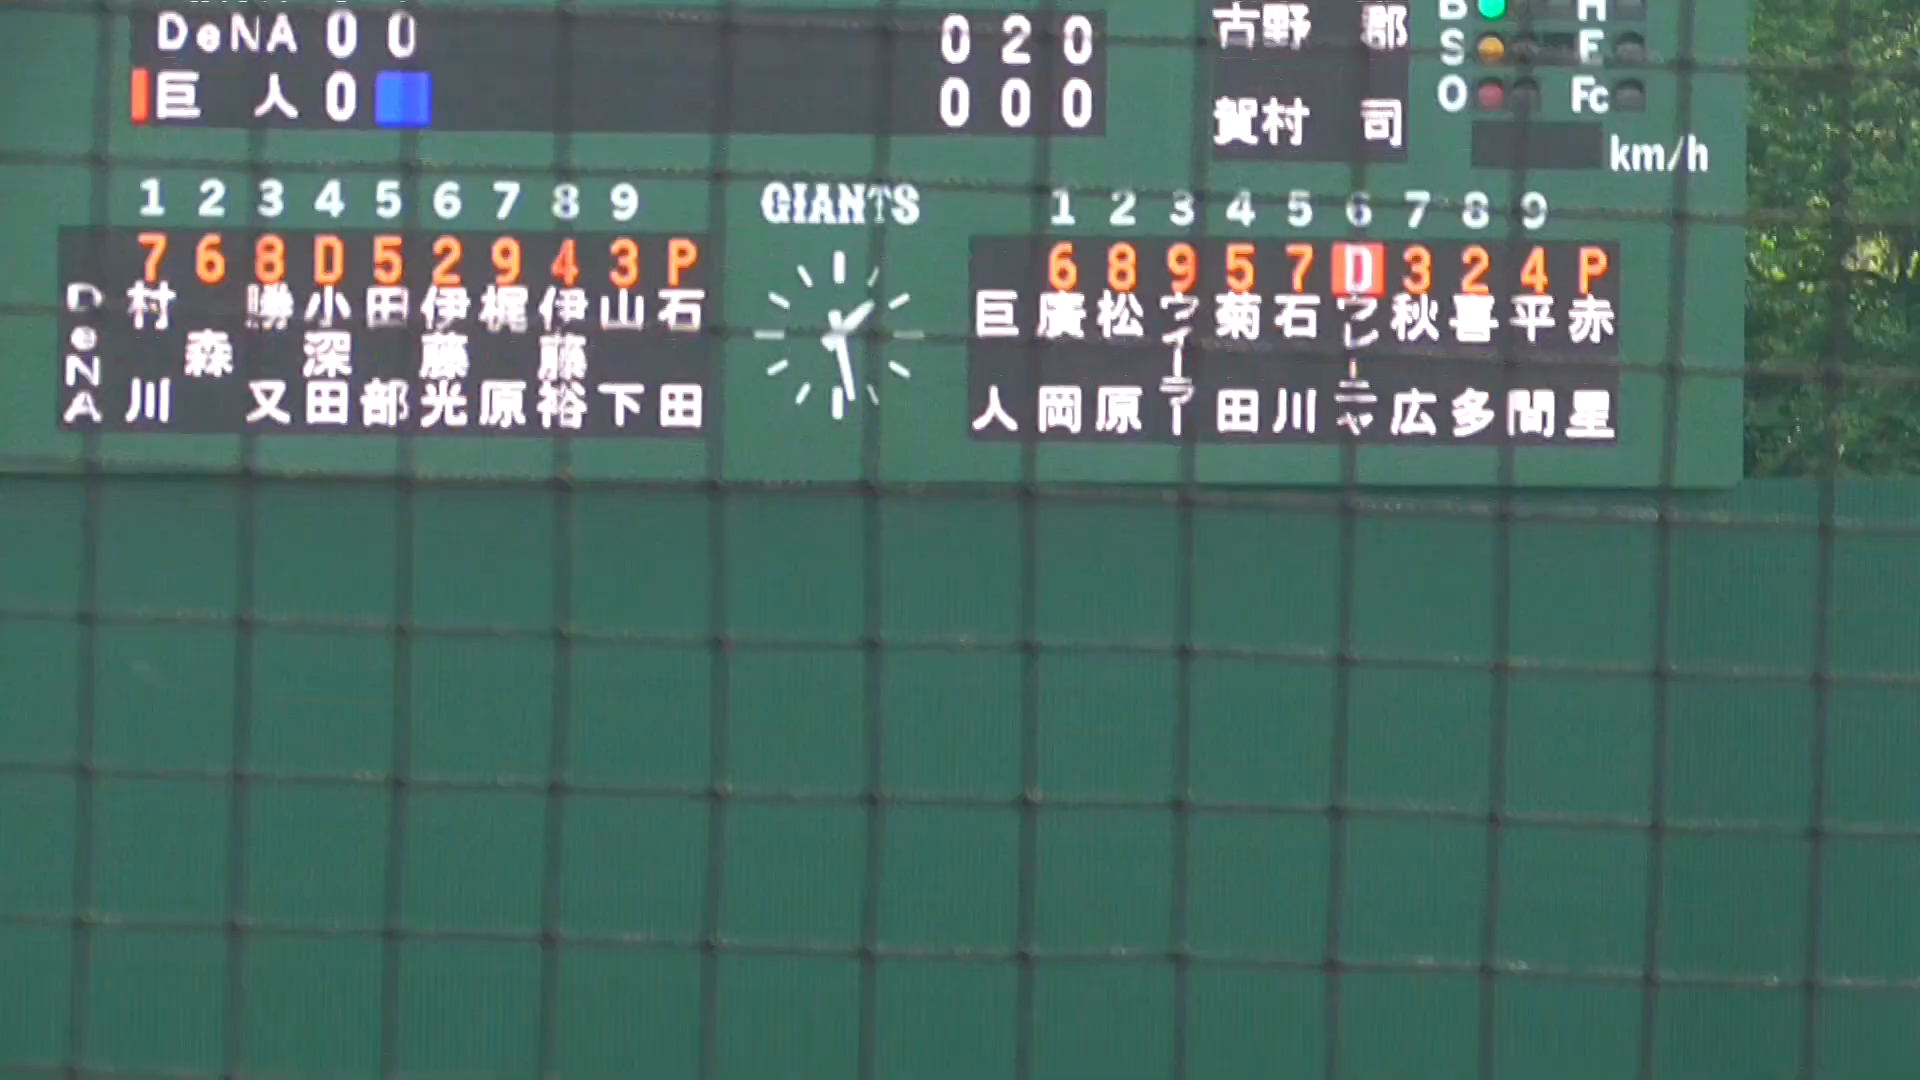 DeNA 0 0 0 2 0
巨人 0 0 0 0
古野 郡
賀村 司
B H
S E
O Fc
km/h
1 2 3 4 5 6 7 8 9
7 6 8 D 5 2 9 4 3 P
DeNA 村川 森 勝又 小深田 田部 伊藤光 梶原 伊藤裕 山下 石田
GIANTS
1 2 3 4 5 6 7 8 9
6 8 9 5 7 D 3 2 4 P
巨人 廣岡 松原 ウィーラー 菊田 石川 ウレーニャ 秋広 喜多 平間 赤星